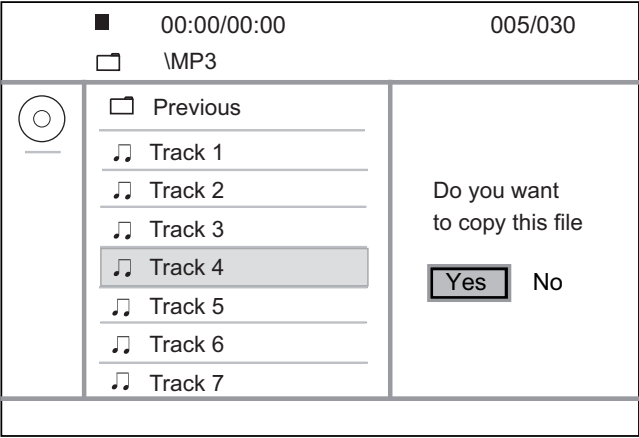 00:00/00:00 005/030
\MP3
Previous
Track 1
Track 2
Track 3
Track 4
Track 5
Track 6
Track 7
Do you want
to copy this file
Yes No